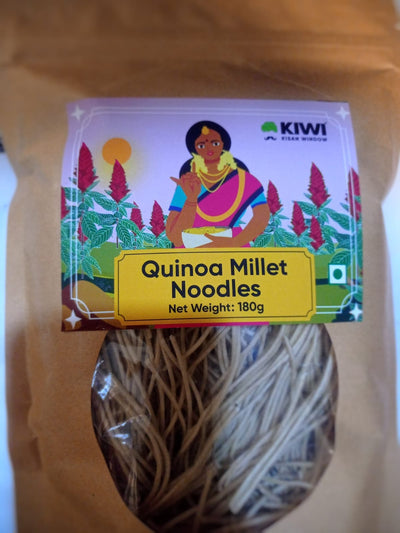 KIWI
KISAN WINDOW
Quinoa Millet
Noodles
Net Weight: 180g